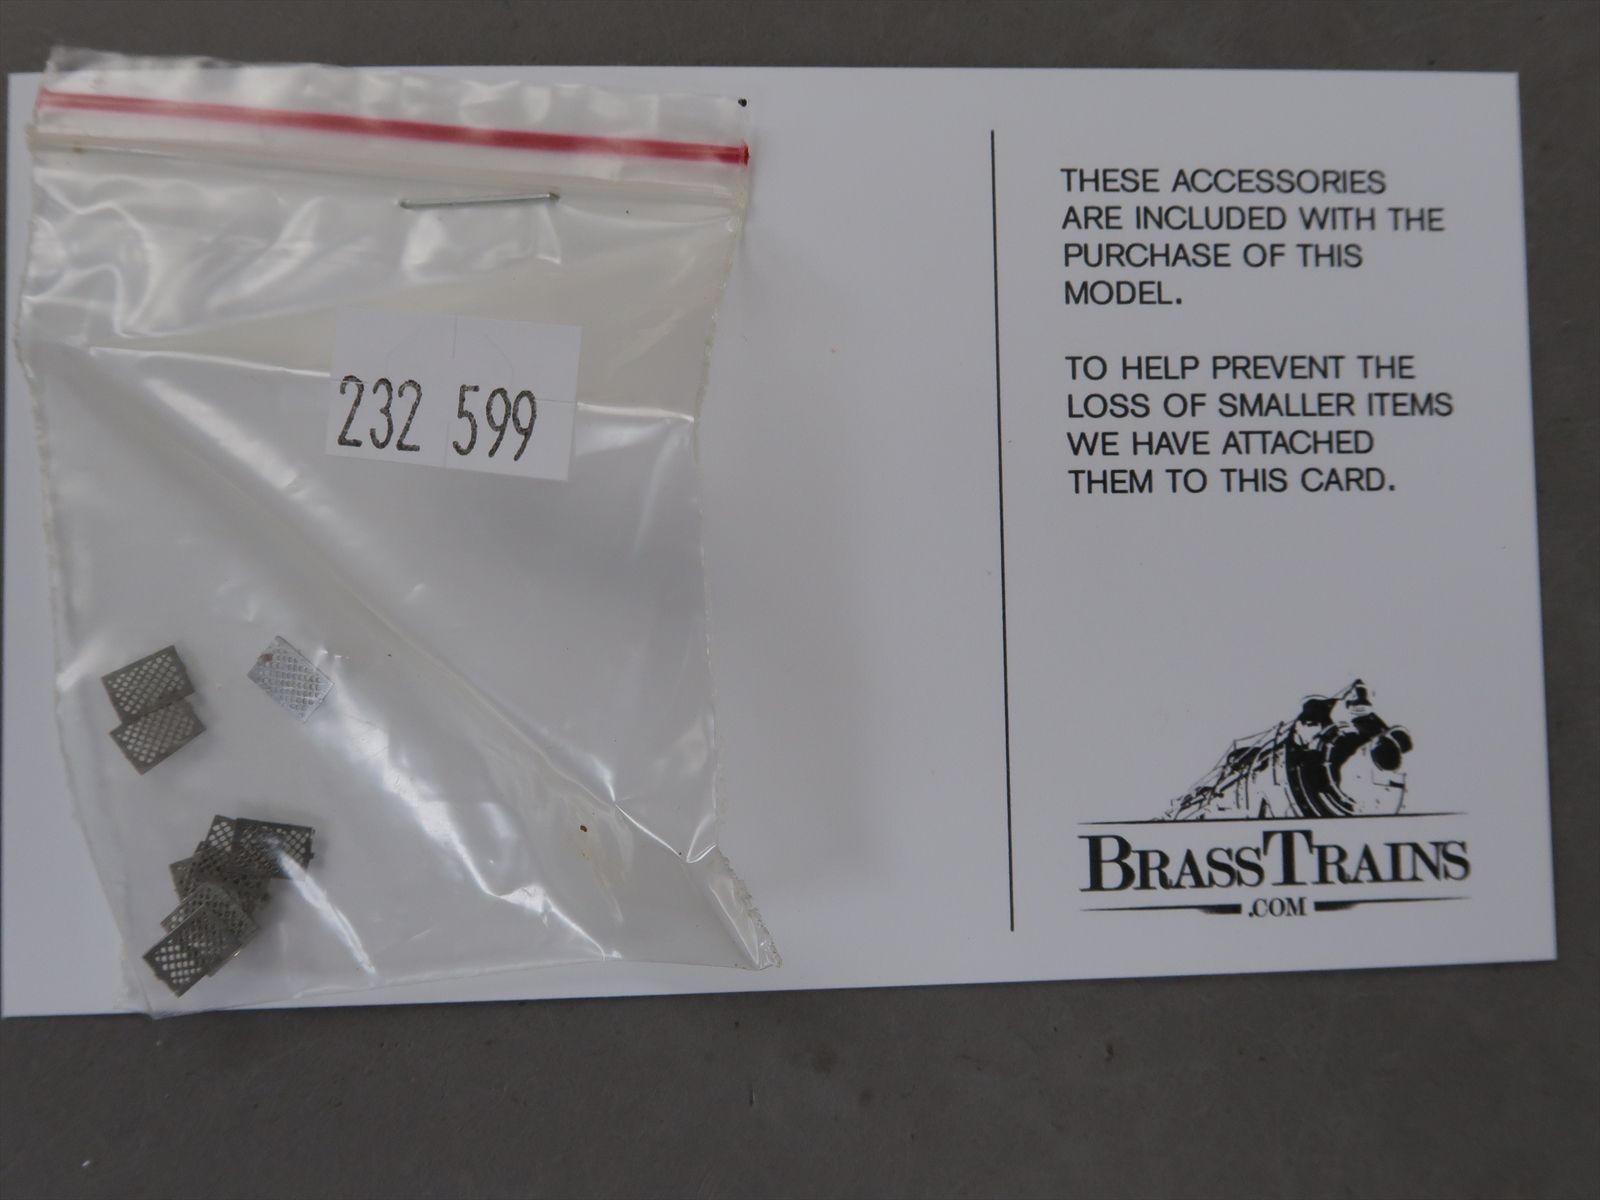 232 599
THESE ACCESSORIES
ARE INCLUDED WITH THE
PURCHASE OF THIS
MODEL.
TO HELP PREVENT THE
LOSS OF SMALLER ITEMS
WE HAVE ATTACHED
THEM TO THIS CARD.
BRASSTRAINS
.COM